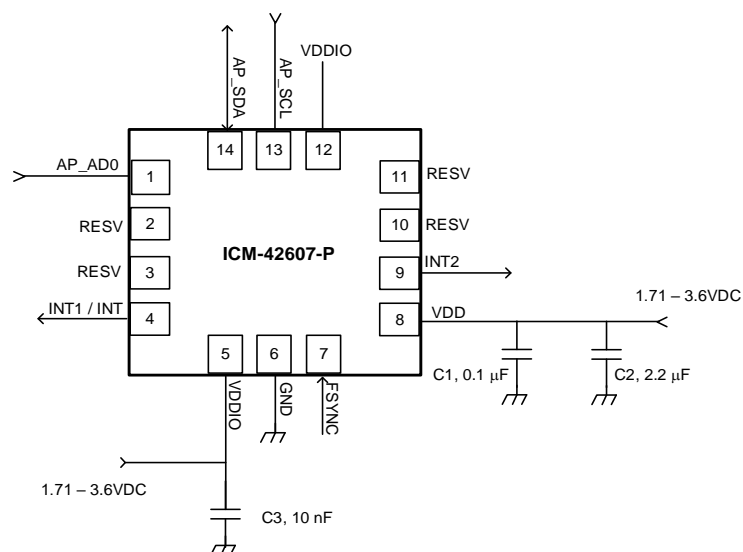 AP_SDA
AP_SCL
VDDIO
14
13
12
AP_AD0
1
11
RESV
RESV
2
10
RESV
ICM-42607-P
RESV
3
9
INT2
INT1 / INT
4
8
VDD
1.71 – 3.6VDC
5
6
7
C1, 0.1 μF
C2, 2.2 μF
VDDIO
GND
FSYNC
1.71 – 3.6VDC
C3, 10 nF